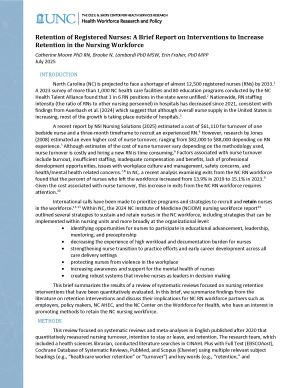 UNC
THE CECIL G. SHEPS CENTER FOR HEALTH SERVICES RESEARCH
Retention of Registered Nurses: A Brief Report on Interventions to Increase
Retention in the Nursing Workforce
Catherine Moore PhD RN, Brooke N. Lombardi PhD MSW, Erin Fraher, PhD MPP
July 2025
INTRODUCTION
North Carolina (NC) is projected to face a shortage of almost 12,500 registered nurses (RNs) by 2033.
A 2023 survey of more than 1,000 NC health care facilities and 80 education programs conducted by the NC
Health Talent Alliance found that 1 in 6 RN positions in the state were unfilled. Nationwide, RN staffing
intensity (the ratio of RNs to other nursing personnel) in hospitals has decreased since 2021, consistent with
findings from Auerbach et al (2024) which suggest that although overall nurse supply in the United States is
increasing, most of the growth is taking place outside of hospitals.
A recent report by NSI Nursing Solutions (2025) estimated a cost of $61,110 for turnover of one
bedside nurse and a three month timeframe to recruit an experienced RN. However, research by Jones
(2008) estimated an even higher cost of turnover, ranging from $82,000 to $88,000 depending on RN
experience. Although estimates of the cost of nurse turnover vary depending on the methodology used,
nurse turnover is costly and hiring a new RN is time consuming. Factors associated with nurse turnover
include burnout, insufficient staffing, inadequate compensation and benefits, lack of professional
development opportunities, issues with workplace culture and management, safety concerns, and
health/mental health related concerns. In NC, a recent analysis examining exits from the NC RN workforce
found that the percent of nurses who left the workforce increased from 13.9% in 2019 to 15.1% in 2023.
Given the cost associated with nurse turnover, this increase in exits from the NC RN workforce requires
attention.
International calls have been made to prioritize programs and strategies to recruit and retain nurses
in the workforce. Within NC, the 2024 NC Institute of Medicine (NCIOM) nursing workforce report
outlined several strategies to sustain and retain nurses in the NC workforce, including strategies that can be
implemented within nursing units and more broadly at the organizational level:
• identifying opportunities for nurses to participate in educational advancement, leadership,
mentoring, and preceptorship
• decreasing the experience of high workload and documentation burden for nurses
• strengthening nurse transition to practice efforts and early career development across all
care delivery settings
• protecting nurses from violence in the workplace
• increasing awareness and support for the mental health of nurses
• creating robust systems that involve nurses as leaders in decision making
This brief summarizes the results of a review of systematic reviews focused on nursing retention
interventions that have been quantitatively evaluated. In this brief, we summarize findings from the
literature on retention interventions and discuss their implications for NC RN workforce partners such as
employers, policy makers, NC AHEC, and the NC Center on the Workforce for Health, who have an interest in
promoting methods to retain the NC nursing workforce.
METHODS
This review focused on systematic reviews and meta-analyses in English published after 2020 that
quantitatively measured nursing turnover, intention to stay or leave, and retention. The research team, which
included a health sciences librarian, conducted literature searches in CINAHL Plus with Full Text (EBSCOhost),
Cochrane Database of Systematic Reviews, PubMed, and Scopus (Elsevier) using multiple relevant subject
headings (e.g., "healthcare worker retention" or "turnover") and key words (e.g., "retention," and